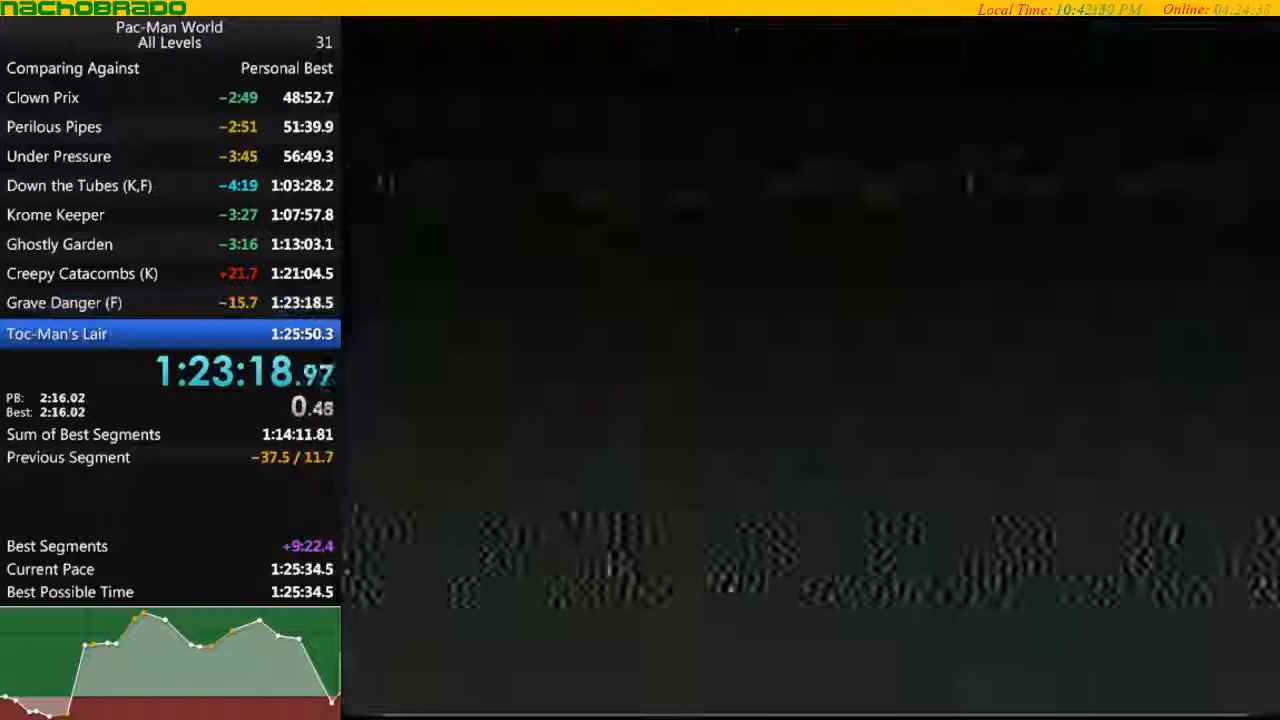 NACHOBRADO
Local Time: 10:42:39 PM Online: 04:24:37
Pac-Man World
All Levels 31
Comparing Against Personal Best
Clown Prix −2:49 48:52.7
Perilous Pipes −2:51 51:39.9
Under Pressure −3:45 56:49.3
Down the Tubes (K,F) −4:19 1:03:28.2
Krome Keeper −3:27 1:07:57.8
Ghostly Garden −3:16 1:13:03.1
Creepy Catacombs (K) +21.7 1:21:04.5
Grave Danger (F) −15.7 1:23:18.5
Toc-Man's Lair 1:25:50.3
1:23:18.97
PB: 2:16.02
Best: 2:16.02
0.48
Sum of Best Segments 1:14:11.81
Previous Segment −37.5 / 11.7
Best Segments +9:22.4
Current Pace 1:25:34.5
Best Possible Time 1:25:34.5